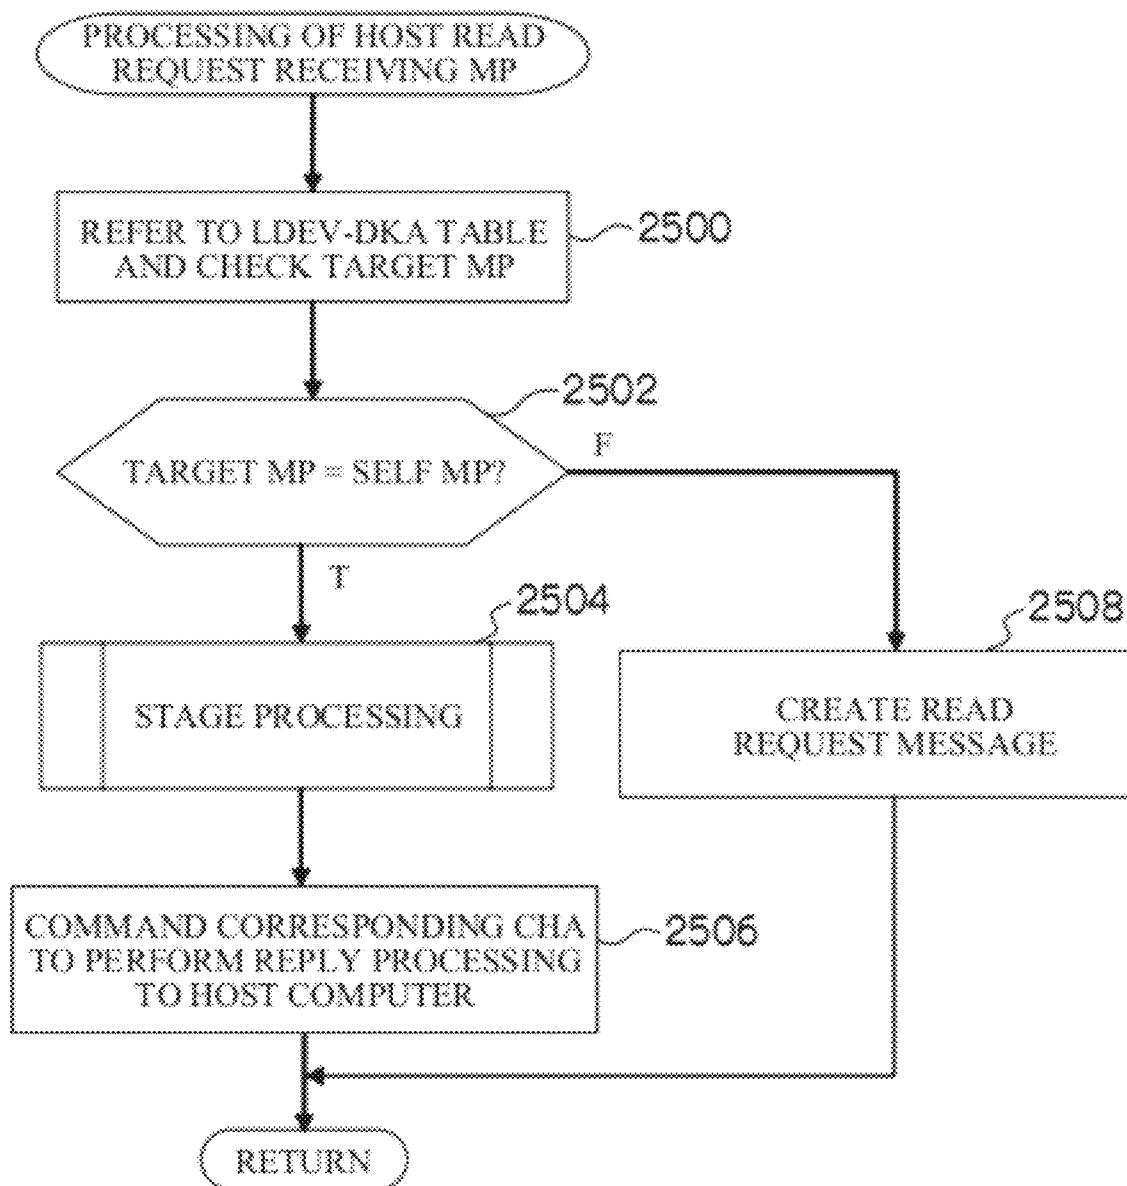 PROCESSING OF HOST READ
REQUEST RECEIVING MP
REFER TO LDEV-DKA TABLE
AND CHECK TARGET MP
2500
2502
TARGET MP = SELF MP?
F
T
2504
STAGE PROCESSING
2508
CREATE READ
REQUEST MESSAGE
COMMAND CORRESPONDING CHA
TO PERFORM REPLY PROCESSING
TO HOST COMPUTER
2506
RETURN